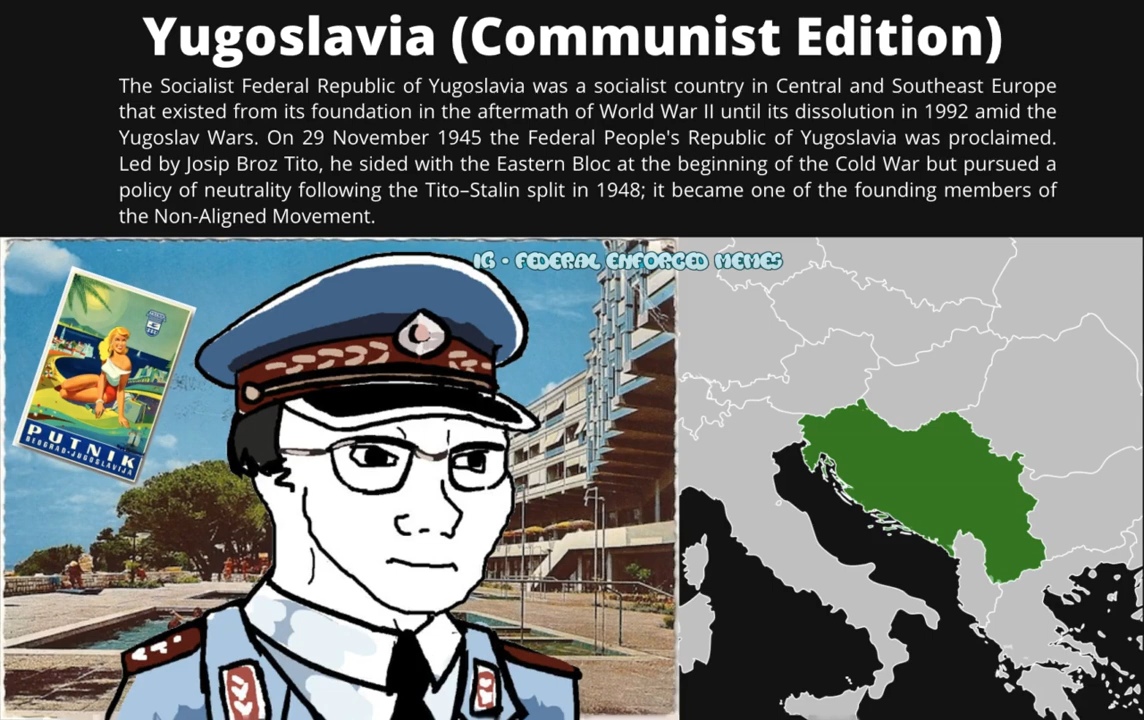 Yugoslavia (Communist Edition)
The Socialist Federal Republic of Yugoslavia was a socialist country in Central and Southeast Europe
that existed from its foundation in the aftermath of World War II until its dissolution in 1992 amid the
Yugoslav Wars. On 29 November 1945 the Federal People's Republic of Yugoslavia was proclaimed.
Led by Josip Broz Tito, he sided with the Eastern Bloc at the beginning of the Cold War but pursued a
policy of neutrality following the Tito–Stalin split in 1948; it became one of the founding members of
the Non-Aligned Movement.
IG - FEDERAL ENFORCED MEMES
PUTNIK
BEOGRAD-JUGOSLAVIJA